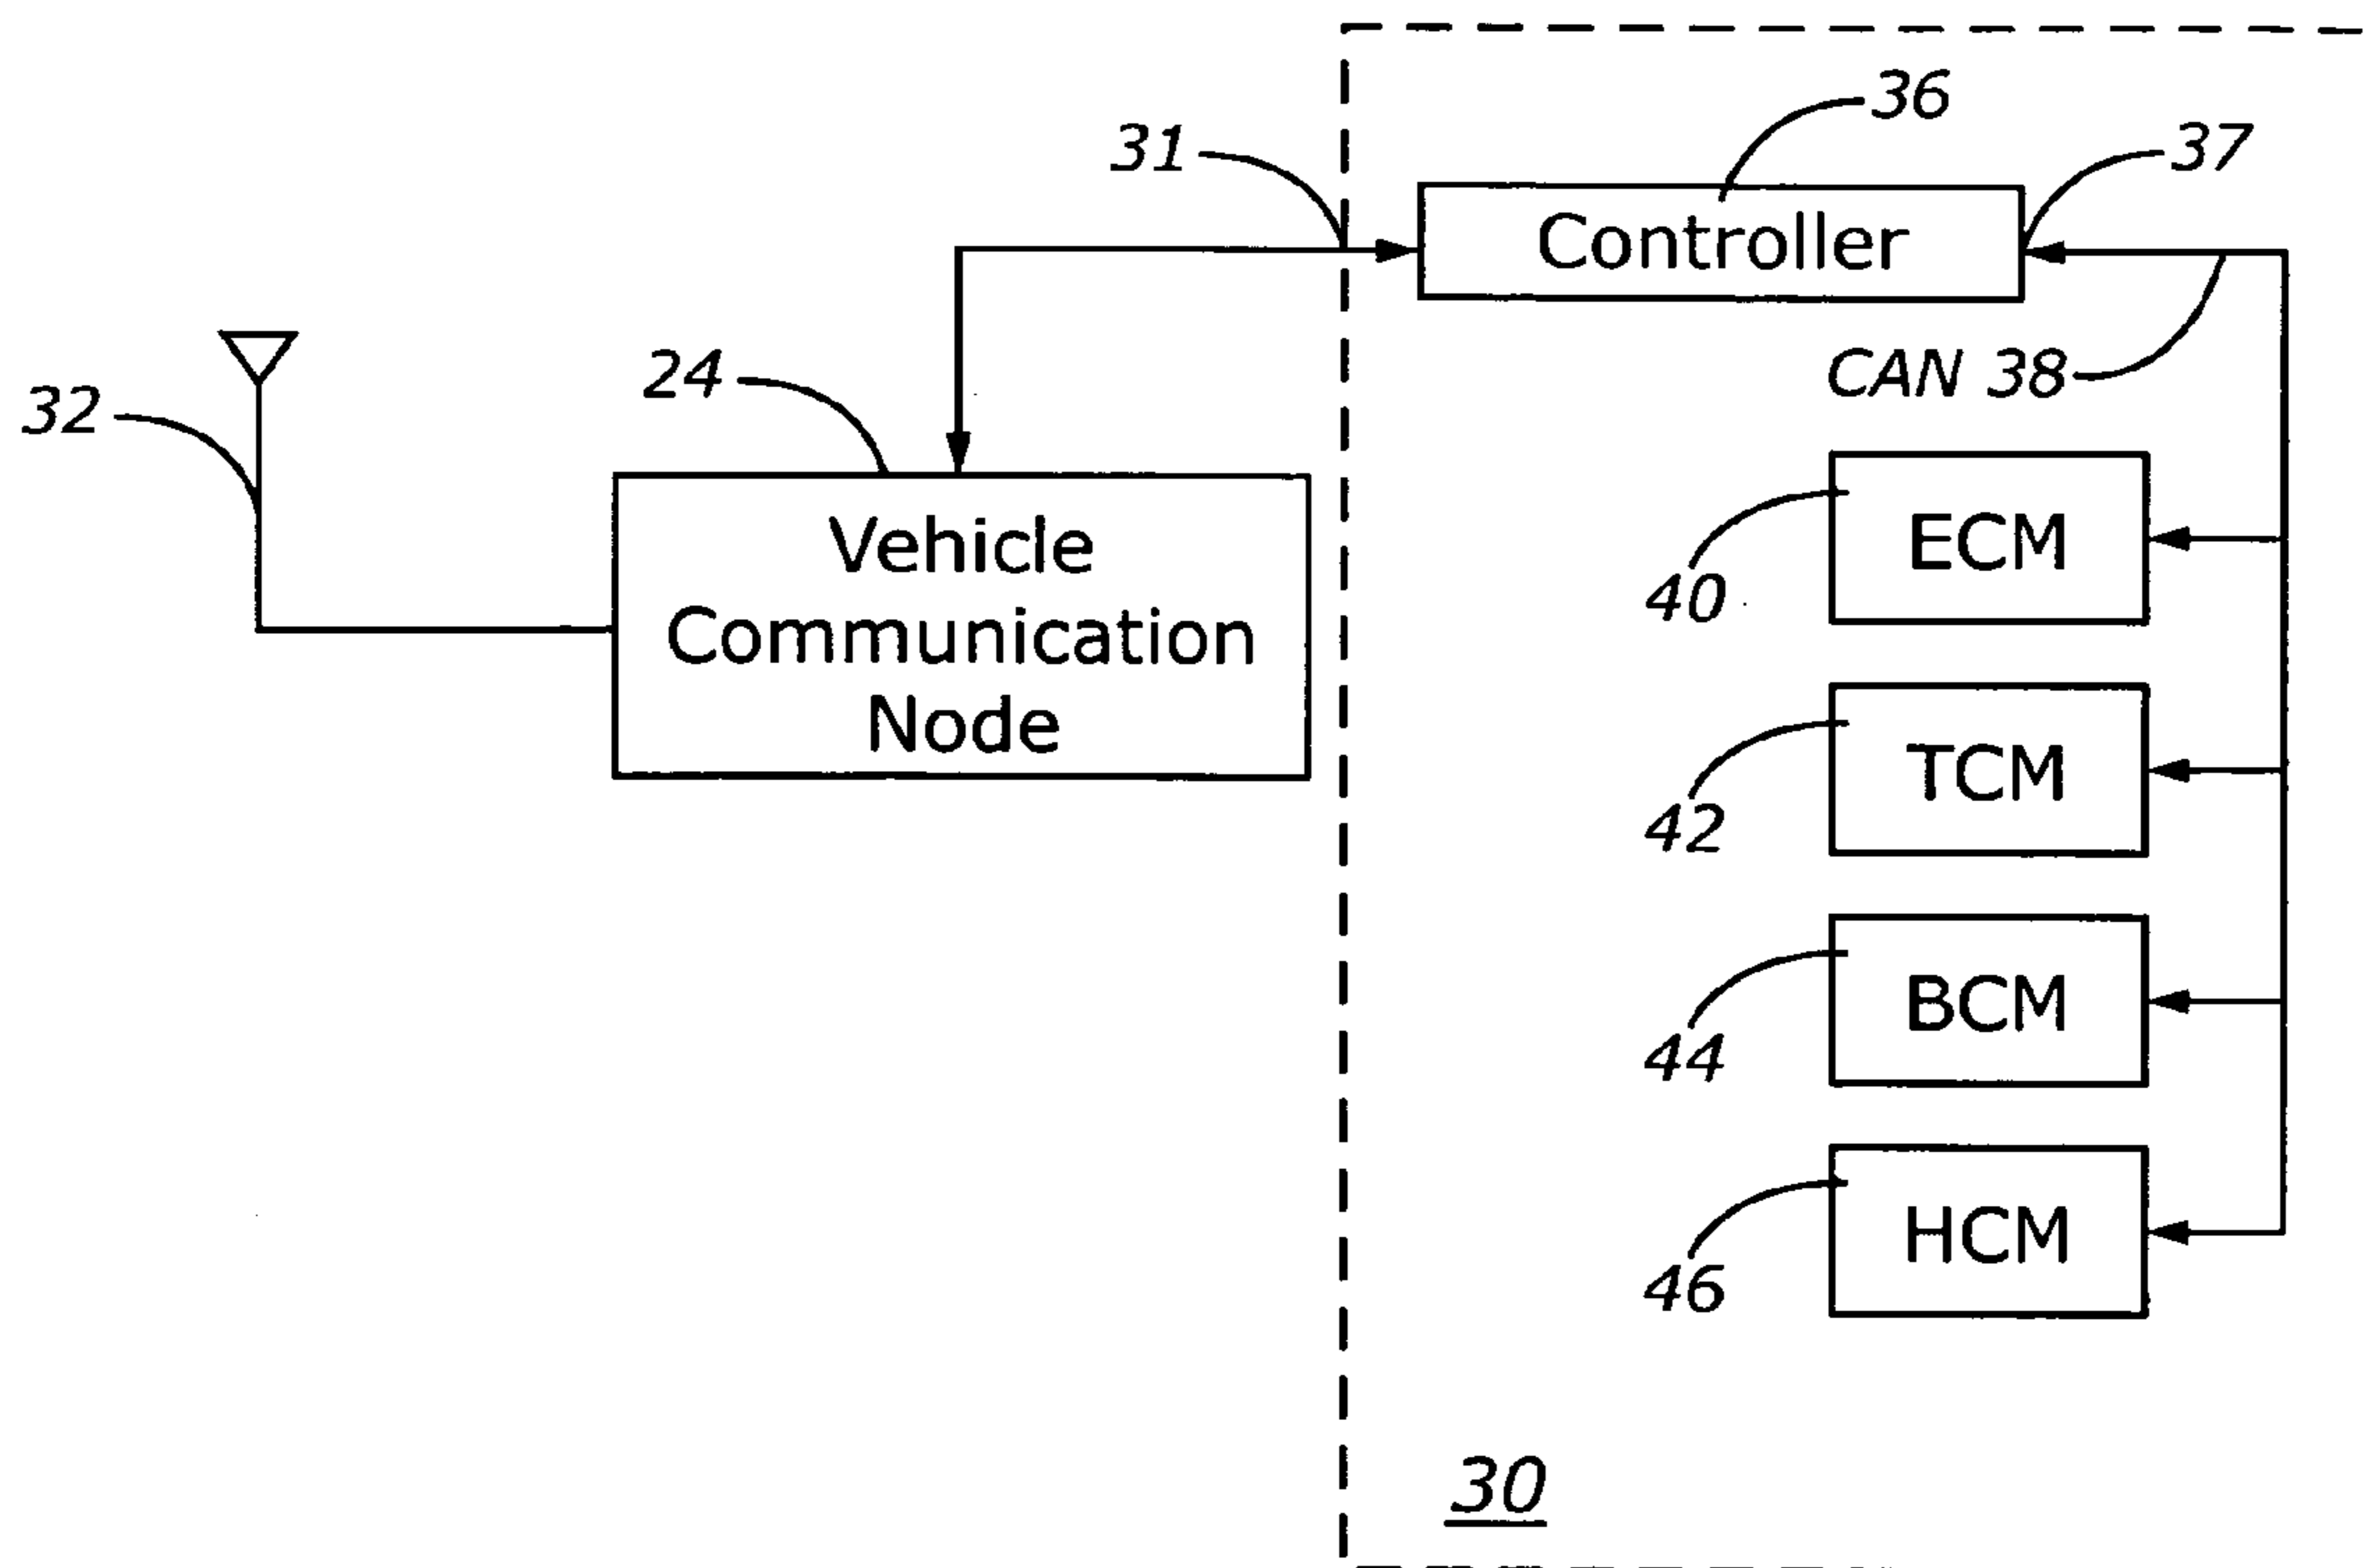 36
31
37
Controller
24
CAN 38
32
Vehicle
Communication
Node
ECM
40
TCM
42
BCM
44
HCM
46
30